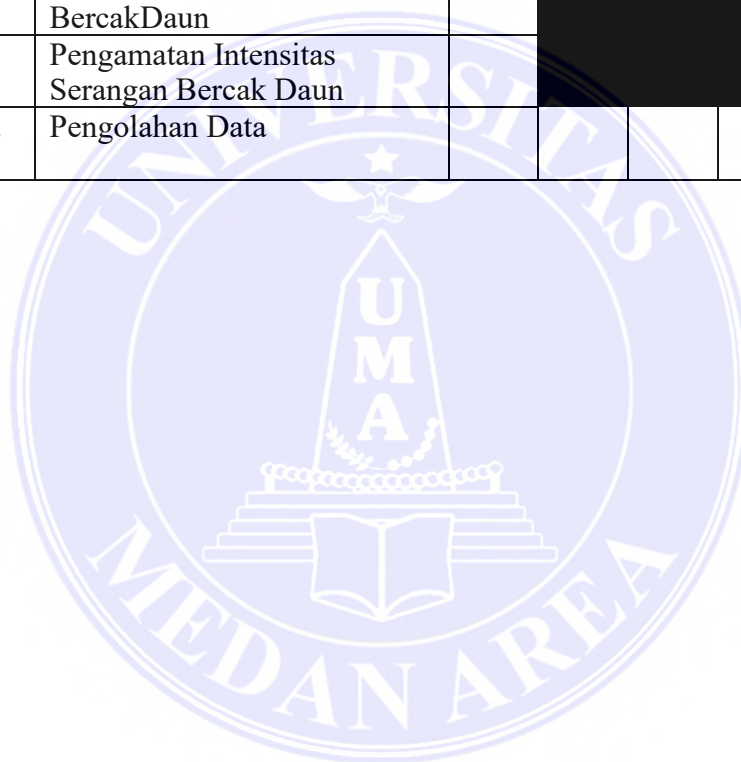 BercakDaun
Pengamatan Intensitas
Serangan Bercak Daun
Pengolahan Data
UNIVERSITAS
UMA
MEDAN AREA